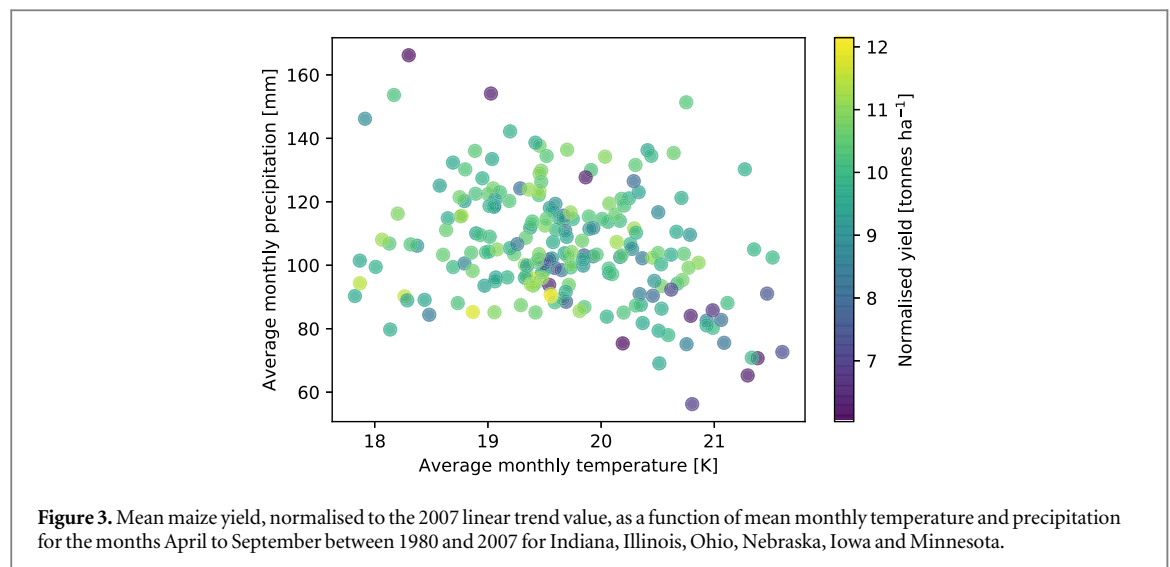 160
140
120
100
80
60
Average monthly precipitation [mm]
18 19 20 21
Average monthly temperature [K]
12
11
10
9
8
7
Normalised yield [tonnes ha⁻¹]
Figure 3. Mean maize yield, normalised to the 2007 linear trend value, as a function of mean monthly temperature and precipitation
for the months April to September between 1980 and 2007 for Indiana, Illinois, Ohio, Nebraska, Iowa and Minnesota.